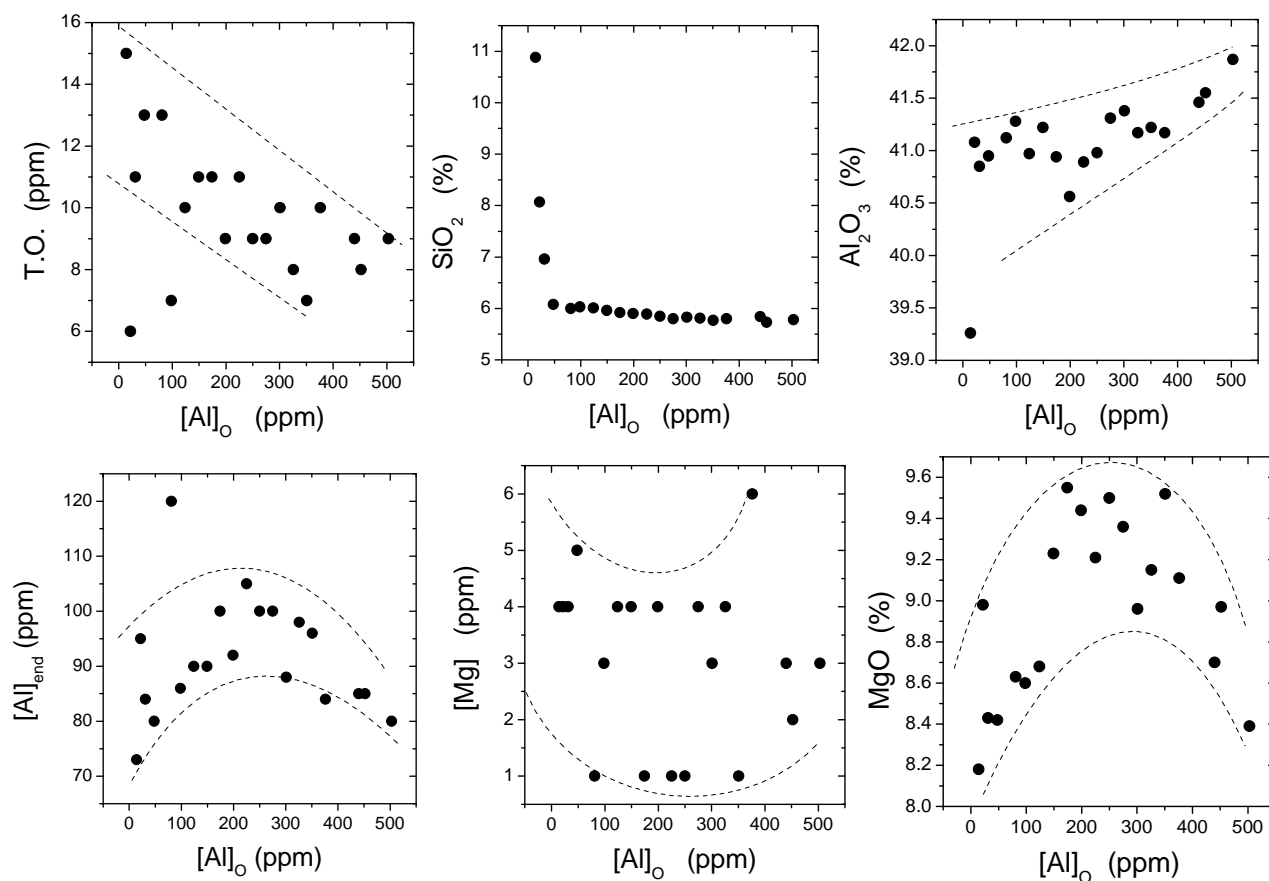 T.O. (ppm)
16
14
12
10
8
6
0 100 200 300 400 500
[Al]O (ppm)
SiO2 (%)
11
10
9
8
7
6
5
0 100 200 300 400 500
[Al]O (ppm)
Al2O3 (%)
42.0
41.5
41.0
40.5
40.0
39.5
39.0
0 100 200 300 400 500
[Al]O (ppm)
[Al]end (ppm)
120
110
100
90
80
70
0 100 200 300 400 500
[Al]O (ppm)
[Mg] (ppm)
6
5
4
3
2
1
0 100 200 300 400 500
[Al]O (ppm)
MgO (%)
9.6
9.4
9.2
9.0
8.8
8.6
8.4
8.2
8.0
0 100 200 300 400 500
[Al]O (ppm)